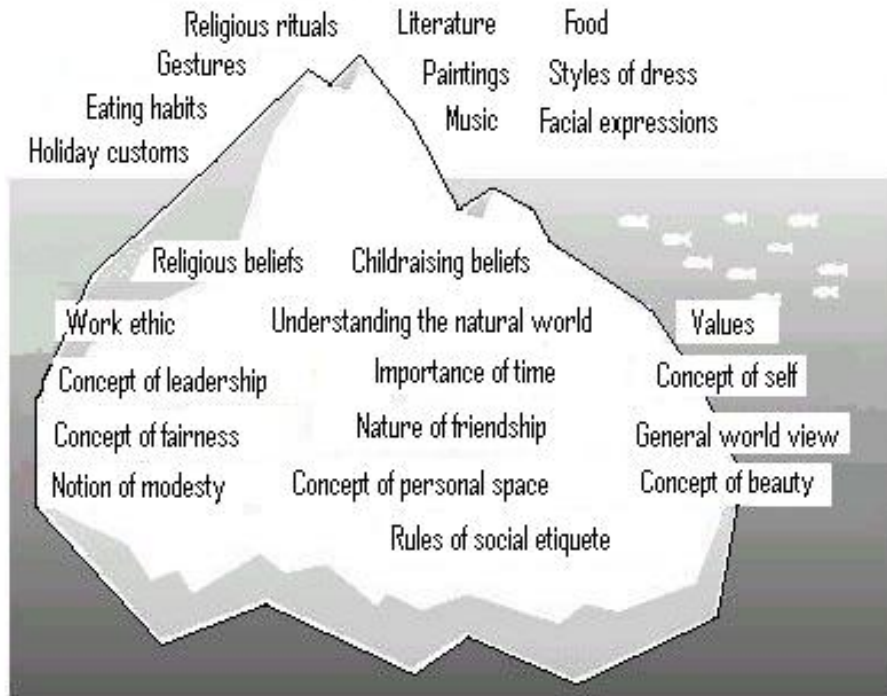 Religious rituals
Literature
Food
Gestures
Paintings
Styles of dress
Eating habits
Music
Facial expressions
Holiday customs
Religious beliefs
Childraising beliefs
Work ethic
Understanding the natural world
Values
Concept of leadership
Importance of time
Concept of self
Concept of fairness
Nature of friendship
General world view
Notion of modesty
Concept of personal space
Concept of beauty
Rules of social etiquete